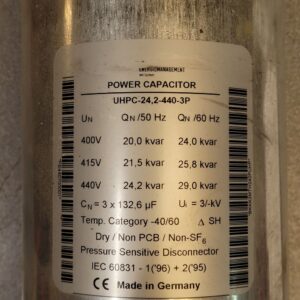 ENERGIEMANAGEMENT
POWER CAPACITOR
UHPC-24,2-440-3P
UN QN/50 Hz QN/60 Hz
400V 20,0 kvar 24,0 kvar
415V 21,5 kvar 25,8 kvar
440V 24,2 kvar 29.0 kvar
CN = 3 x 132,6 µF Ui = 3/-kV
Temp. Category -40/60 Δ SH
Dry / Non PCB / Non-SF6
Pressure Sensitive Disconnector
IEC 60831 - 1('96) + 2('95)
CE Made in Germany